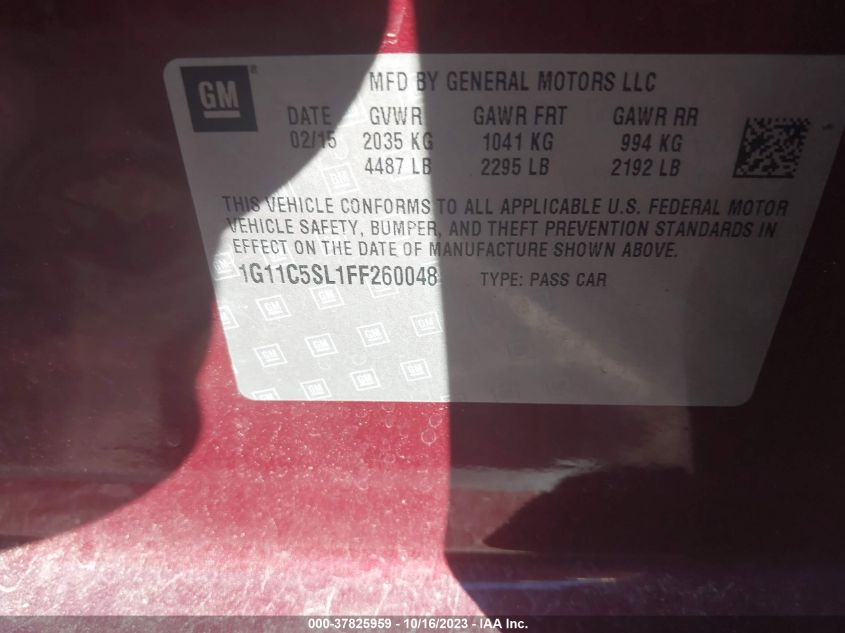 GM®
MFD BY GENERAL MOTORS LLC
DATE GVWR GAWR FRT GAWR RR
02/15 2035 KG 1041 KG 994 KG
4487 LB 2295 LB 2192 LB
THIS VEHICLE CONFORMS TO ALL APPLICABLE U.S. FEDERAL MOTOR
VEHICLE SAFETY, BUMPER, AND THEFT PREVENTION STANDARDS IN
EFFECT ON THE DATE OF MANUFACTURE SHOWN ABOVE.
1G11C5SL1FF260048 TYPE: PASS CAR
000-37825959 - 10/16/2023 - IAA Inc.